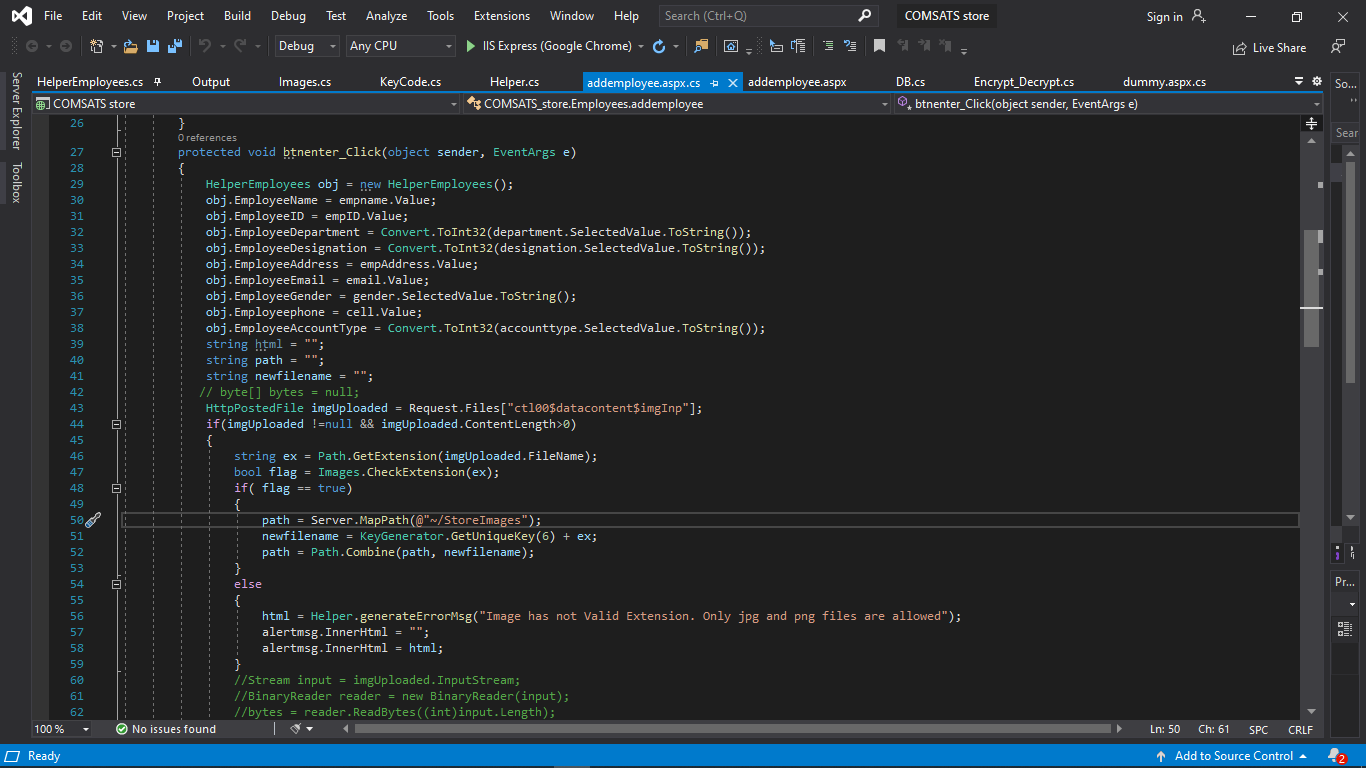 File Edit View Project Build Debug Test Analyze Tools Extensions Window Help Search (Ctrl+Q) COMSATS store Sign in
Debug Any CPU IIS Express (Google Chrome) Live Share
HelperEmployees.cs Output Images.cs KeyCode.cs Helper.cs addemployee.aspx.cs addemployee.aspx DB.cs Encrypt_Decrypt.cs dummy.aspx.cs So...
COMSATS store COMSATS_store.Employees.addemployee btnenter_Click(object sender, EventArgs e)
Server Explorer
Toolbox
Sear
Pr...
26 }
0 references
27 protected void btnenter_Click(object sender, EventArgs e)
28 {
29 HelperEmployees obj = new HelperEmployees();
30 obj.EmployeeName = empname.Value;
31 obj.EmployeeID = empID.Value;
32 obj.EmployeeDepartment = Convert.ToInt32(department.SelectedValue.ToString());
33 obj.EmployeeDesignation = Convert.ToInt32(designation.SelectedValue.ToString());
34 obj.EmployeeAddress = empAddress.Value;
35 obj.EmployeeEmail = email.Value;
36 obj.EmployeeGender = gender.SelectedValue.ToString();
37 obj.Employeephone = cell.Value;
38 obj.EmployeeAccountType = Convert.ToInt32(accounttype.SelectedValue.ToString());
39 string html = "";
40 string path = "";
41 string newfilename = "";
42 // byte[] bytes = null;
43 HttpPostedFile imgUploaded = Request.Files["ctl00$datacontent$imgInp"];
44 if(imgUploaded !=null && imgUploaded.ContentLength>0)
45 {
46 string ex = Path.GetExtension(imgUploaded.FileName);
47 bool flag = Images.CheckExtension(ex);
48 if( flag == true)
49 {
50 path = Server.MapPath(@"~/StoreImages");
51 newfilename = KeyGenerator.GetUniqueKey(6) + ex;
52 path = Path.Combine(path, newfilename);
53 }
54 else
55 {
56 html = Helper.generateErrorMsg("Image has not Valid Extension. Only jpg and png files are allowed");
57 alertmsg.InnerHtml = "";
58 alertmsg.InnerHtml = html;
59 }
60 //Stream input = imgUploaded.InputStream;
61 //BinaryReader reader = new BinaryReader(input);
62 //bytes = reader.ReadBytes((int)input.Length);
100 % No issues found Ln: 50 Ch: 61 SPC CRLF
Ready Add to Source Control 2